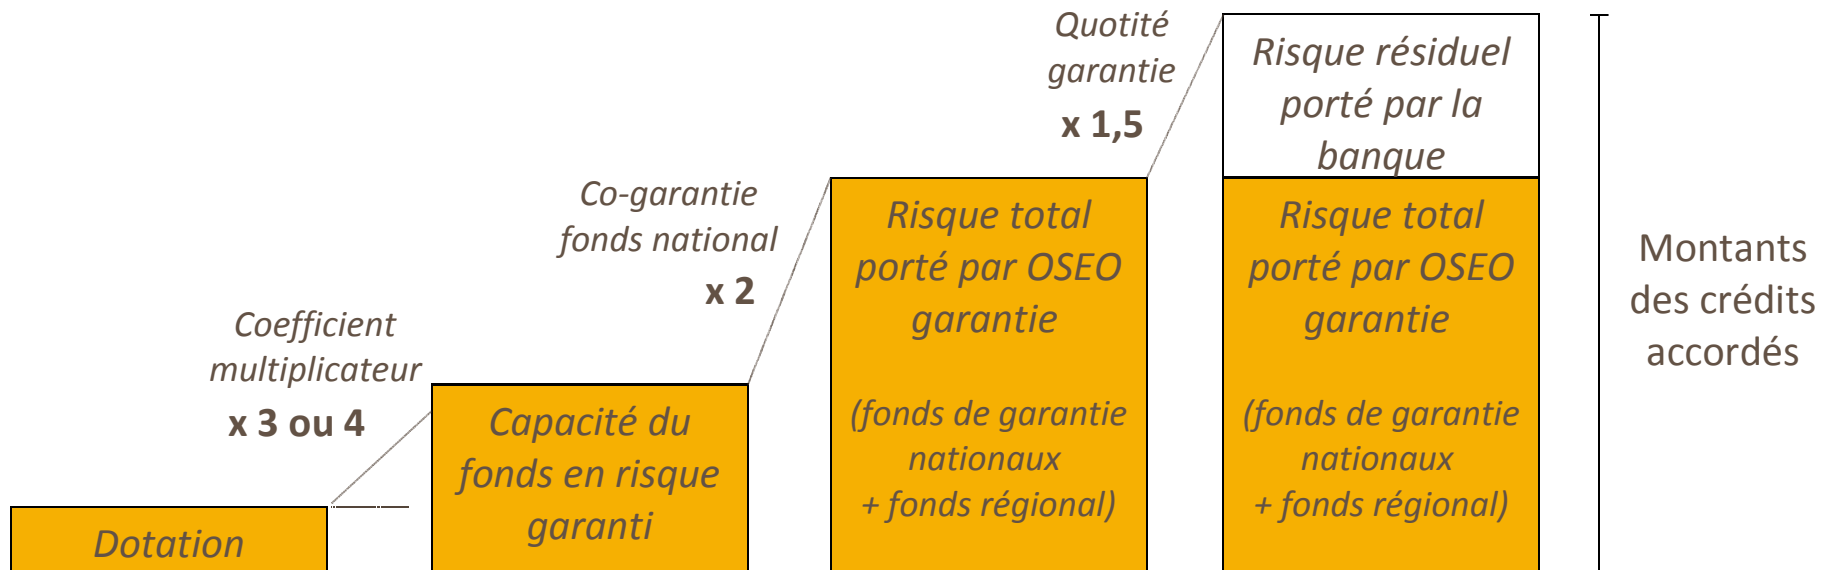 Dotation
Coefficient
multiplicateur
x 3 ou 4
Capacité du
fonds en risque
garanti
Co-garantie
fonds national
x 2
Risque total
porté par OSEO
garantie
(fonds de garantie
nationaux
+ fonds régional)
Quotité
garantie
x 1,5
Risque résiduel
porté par la
banque
Risque total
porté par OSEO
garantie
(fonds de garantie
nationaux
+ fonds régional)
Montants
des crédits
accordés